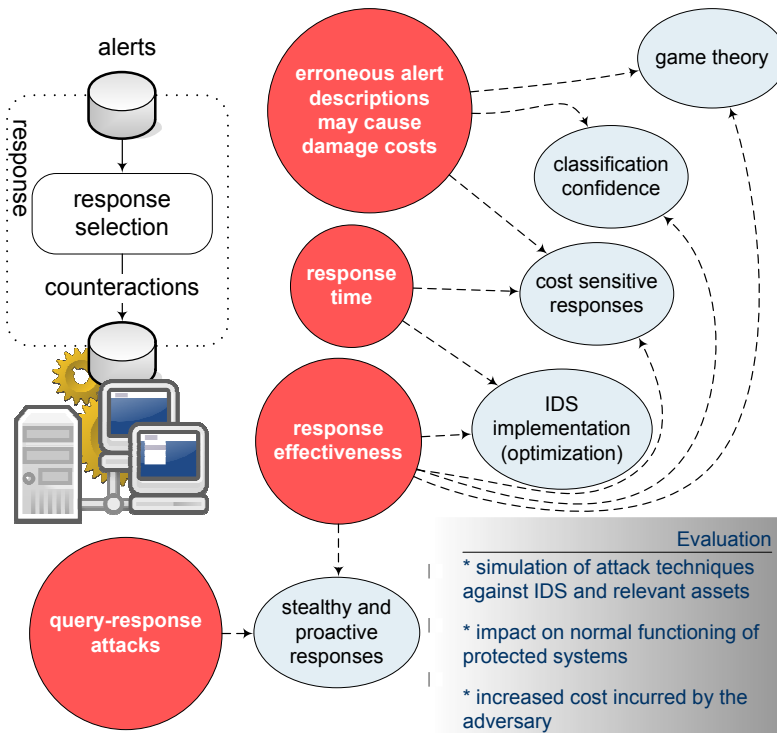 alerts
response
response
selection
counteractions
erroneous alert
descriptions
may cause
damage costs
game theory
classification
confidence
response
time
cost sensitive
responses
response
effectiveness
IDS
implementation
(optimization)
query-response
attacks
stealthy and
proactive
responses
Evaluation
* simulation of attack techniques
against IDS and relevant assets
* impact on normal functioning of
protected systems
* increased cost incurred by the
adversary